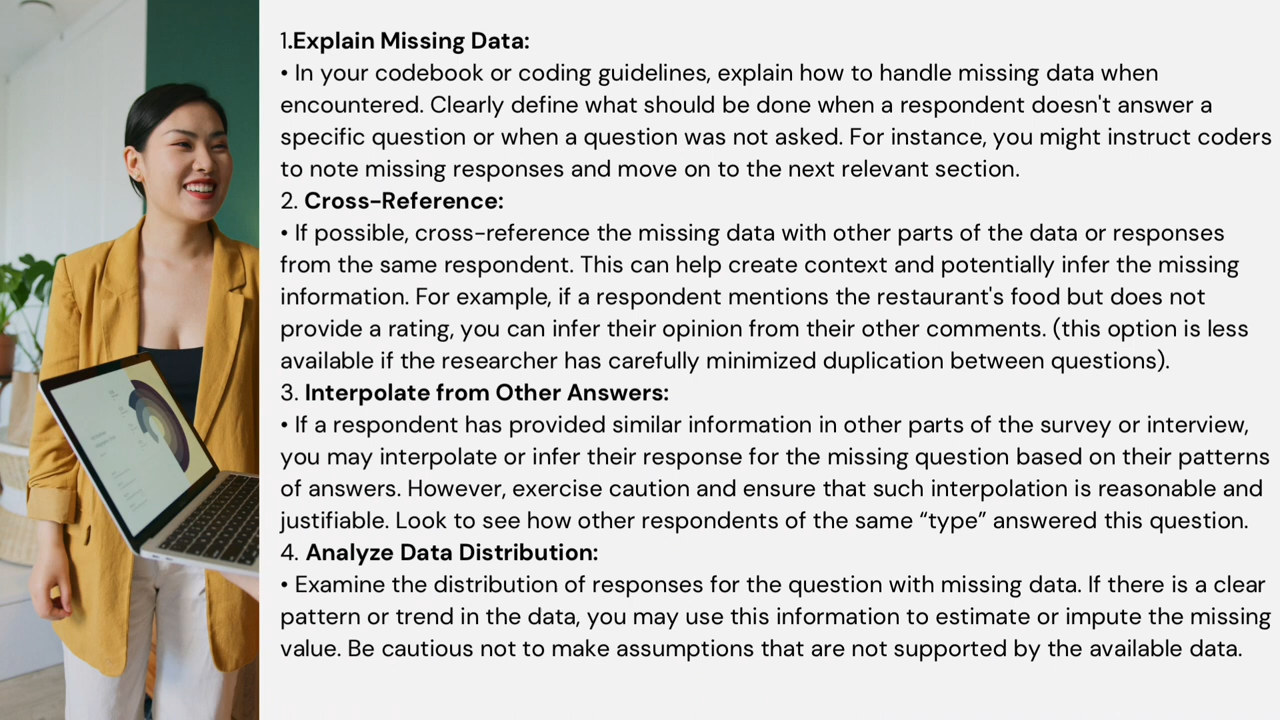 1.Explain Missing Data:
• In your codebook or coding guidelines, explain how to handle missing data when
encountered. Clearly define what should be done when a respondent doesn't answer a
specific question or when a question was not asked. For instance, you might instruct coders
to note missing responses and move on to the next relevant section.
2. Cross-Reference:
• If possible, cross-reference the missing data with other parts of the data or responses
from the same respondent. This can help create context and potentially infer the missing
information. For example, if a respondent mentions the restaurant's food but does not
provide a rating, you can infer their opinion from their other comments. (this option is less
available if the researcher has carefully minimized duplication between questions).
3. Interpolate from Other Answers:
• If a respondent has provided similar information in other parts of the survey or interview,
you may interpolate or infer their response for the missing question based on their patterns
of answers. However, exercise caution and ensure that such interpolation is reasonable and
justifiable. Look to see how other respondents of the same “type” answered this question.
4. Analyze Data Distribution:
• Examine the distribution of responses for the question with missing data. If there is a clear
pattern or trend in the data, you may use this information to estimate or impute the missing
value. Be cautious not to make assumptions that are not supported by the available data.